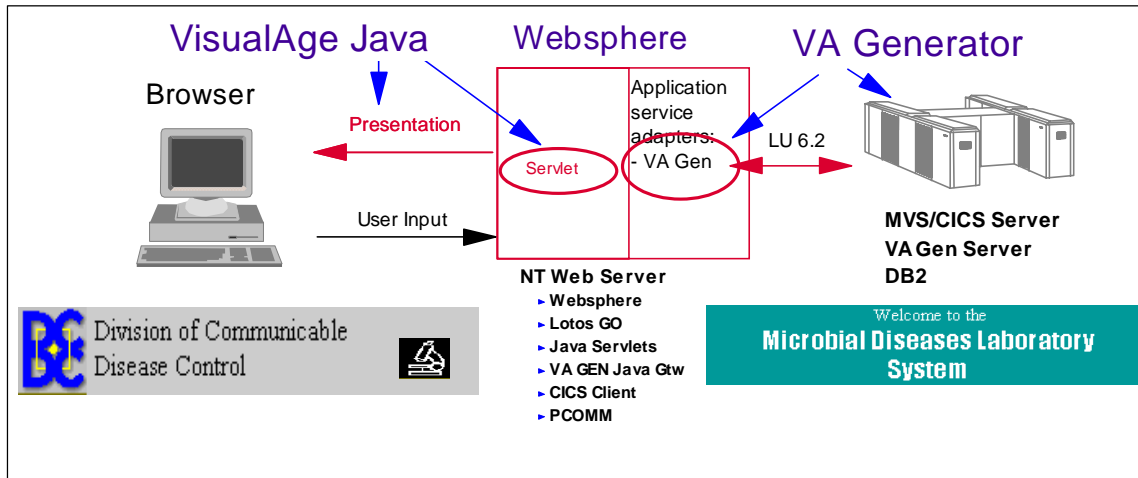 VisualAge Java
Websphere
VA Generator
Browser
Presentation
Servlet
Application
service
adapters:
- VA Gen
LU 6.2
User Input
MVS/CICS Server
VA Gen Server
DB2
NT Web Server
Websphere
Lotos GO
Java Servlets
VA GEN Java Gtw
CICS Client
PCOMM
Division of Communicable
Disease Control
Welcome to the
Microbial Diseases Laboratory
System